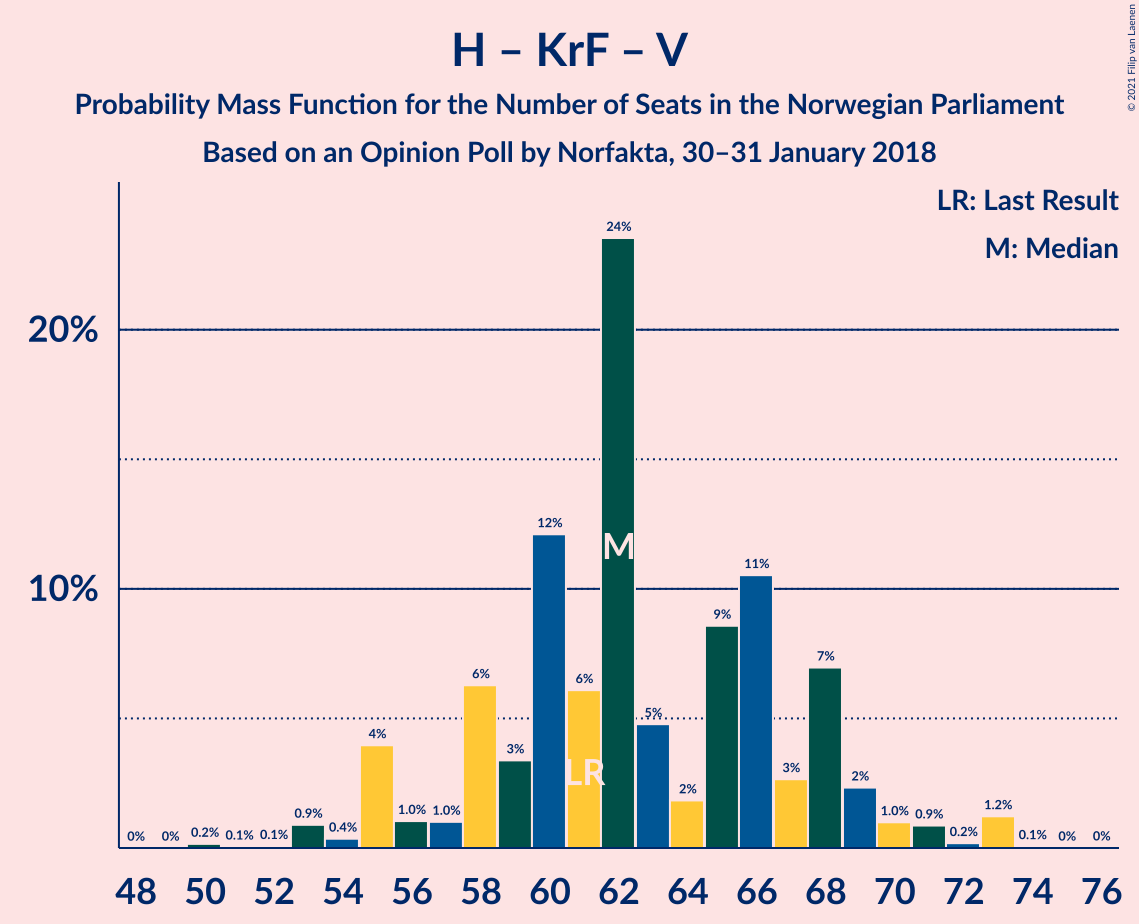 H – KrF – V
Probability Mass Function for the Number of Seats in the Norwegian Parliament
Based on an Opinion Poll by Norfakta, 30–31 January 2018
© 2021 Filip van Laenen
LR: Last Result
M: Median
20%
10%
0% 0% 0.2% 0.1% 0.1% 0.9% 0.4% 4% 1.0% 1.0% 6% 3% 12% 6% 24% 5% 2% 9% 11% 3% 7% 2% 1.0% 0.9% 0.2% 1.2% 0.1% 0% 0%
M
LR
48 50 52 54 56 58 60 62 64 66 68 70 72 74 76